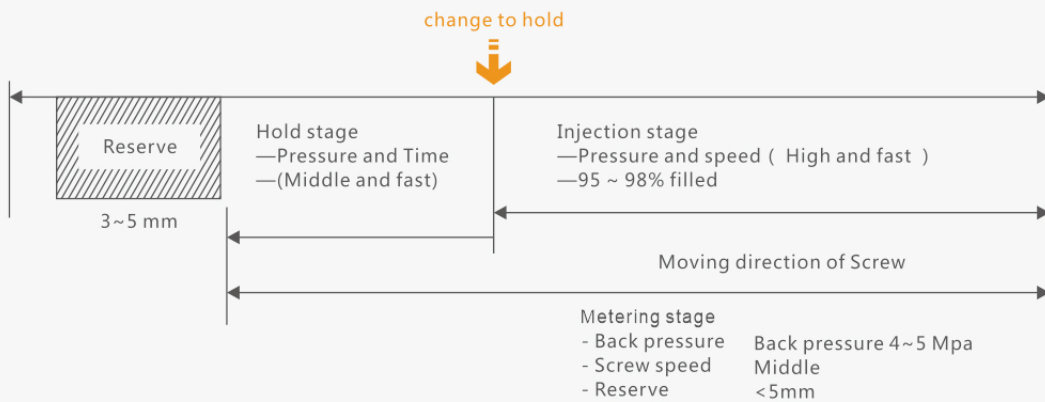 change to hold
Reserve
3~5 mm
Hold stage
—Pressure and Time
—(Middle and fast)
Injection stage
—Pressure and speed ( High and fast )
—95 ~ 98% filled
Moving direction of Screw
Metering stage
- Back pressure Back pressure 4~5 Mpa
- Screw speed Middle
- Reserve <5mm